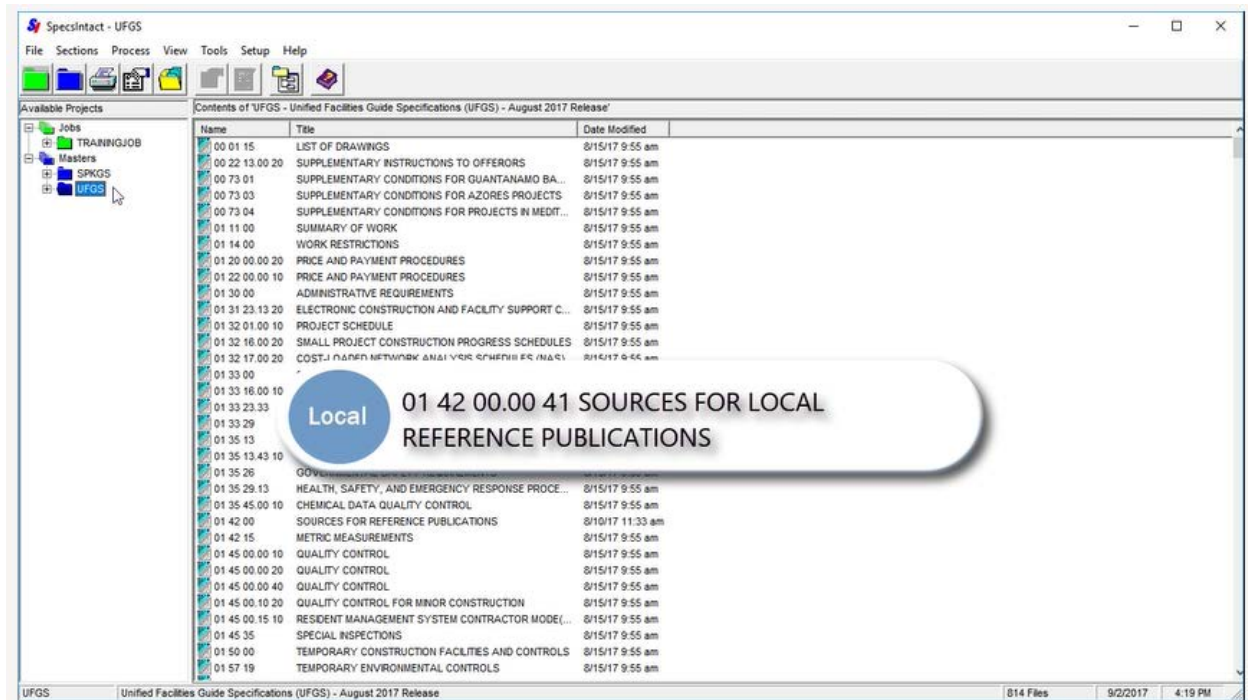 SpecsIntact - UFGS
File Sections Process View Tools Setup Help
Available Projects
Contents of 'UFGS - Unified Facilities Guide Specifications (UFGS) - August 2017 Release'
Jobs
TRAININGJOB
Masters
SPKGS
UFGS
Name Title Date Modified
00 01 15 LIST OF DRAWINGS 8/15/17 9:55 am
00 22 13.00 20 SUPPLEMENTARY INSTRUCTIONS TO OFFERORS 8/15/17 9:55 am
00 73 01 SUPPLEMENTARY CONDITIONS FOR GUANTANAMO BA... 8/15/17 9:55 am
00 73 03 SUPPLEMENTARY CONDITIONS FOR AZORES PROJECTS 8/15/17 9:55 am
00 73 04 SUPPLEMENTARY CONDITIONS FOR PROJECTS IN MEDIT... 8/15/17 9:55 am
01 11 00 SUMMARY OF WORK 8/15/17 9:55 am
01 14 00 WORK RESTRICTIONS 8/15/17 9:55 am
01 20 00.00 20 PRICE AND PAYMENT PROCEDURES 8/15/17 9:55 am
01 22 00.00 10 PRICE AND PAYMENT PROCEDURES 8/15/17 9:55 am
01 30 00 ADMINISTRATIVE REQUIREMENTS 8/15/17 9:55 am
01 31 23.13 20 ELECTRONIC CONSTRUCTION AND FACILITY SUPPORT C... 8/15/17 9:55 am
01 32 01.00 10 PROJECT SCHEDULE 8/15/17 9:55 am
01 32 16.00 20 SMALL PROJECT CONSTRUCTION PROGRESS SCHEDULES 8/15/17 9:55 am
01 32 17.00 20 COST-LOADED NETWORK ANALYSIS SCHEDULES (NAS) 8/15/17 9:55 am
01 33 00
01 33 16.00 10
01 33 23.33
01 33 29
01 35 13
01 35 13.43 10
Local
01 42 00.00 41 SOURCES FOR LOCAL
REFERENCE PUBLICATIONS
01 35 26 GOVERNMENTAL SAFETY REQUIREMENTS 8/15/17 9:55 am
01 35 29.13 HEALTH, SAFETY, AND EMERGENCY RESPONSE PROCE... 8/15/17 9:55 am
01 35 45.00 10 CHEMICAL DATA QUALITY CONTROL 8/15/17 9:55 am
01 42 00 SOURCES FOR REFERENCE PUBLICATIONS 8/10/17 11:33 am
01 42 15 METRIC MEASUREMENTS 8/15/17 9:55 am
01 45 00.00 10 QUALITY CONTROL 8/15/17 9:55 am
01 45 00.00 20 QUALITY CONTROL 8/15/17 9:55 am
01 45 00.00 40 QUALITY CONTROL 8/15/17 9:55 am
01 45 00.10 20 QUALITY CONTROL FOR MINOR CONSTRUCTION 8/15/17 9:55 am
01 45 00.15 10 RESIDENT MANAGEMENT SYSTEM CONTRACTOR MODE(... 8/15/17 9:55 am
01 45 35 SPECIAL INSPECTIONS 8/15/17 9:55 am
01 50 00 TEMPORARY CONSTRUCTION FACILITIES AND CONTROLS 8/15/17 9:55 am
01 57 19 TEMPORARY ENVIRONMENTAL CONTROLS 8/15/17 9:55 am
UFGS Unified Facilities Guide Specifications (UFGS) - August 2017 Release 814 Files 9/2/2017 4:19 PM